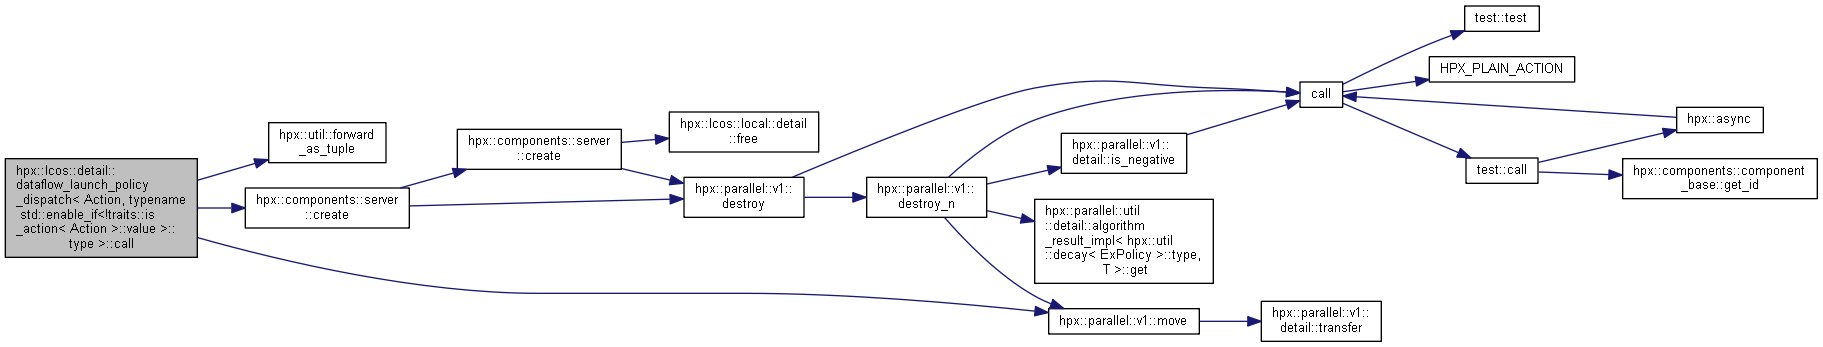 hpx::lcos::detail::
dataflow_launch_policy
_dispatch< Action, typename
std::enable_if<!traits::is
_action< Action >::value >::
type >::call
hpx::util::forward
_as_tuple
hpx::components::server
::create
hpx::components::server
::create
hpx::lcos::local::detail
::free
hpx::parallel::v1::
destroy
hpx::parallel::v1::
destroy_n
hpx::parallel::v1::
detail::is_negative
hpx::parallel::util
::detail::algorithm
_result_impl< hpx::util
::decay< ExPolicy >::type,
T >::get
hpx::parallel::v1::move
hpx::parallel::v1::
detail::transfer
call
test::test
HPX_PLAIN_ACTION
test::call
hpx::async
hpx::components::component
_base::get_id